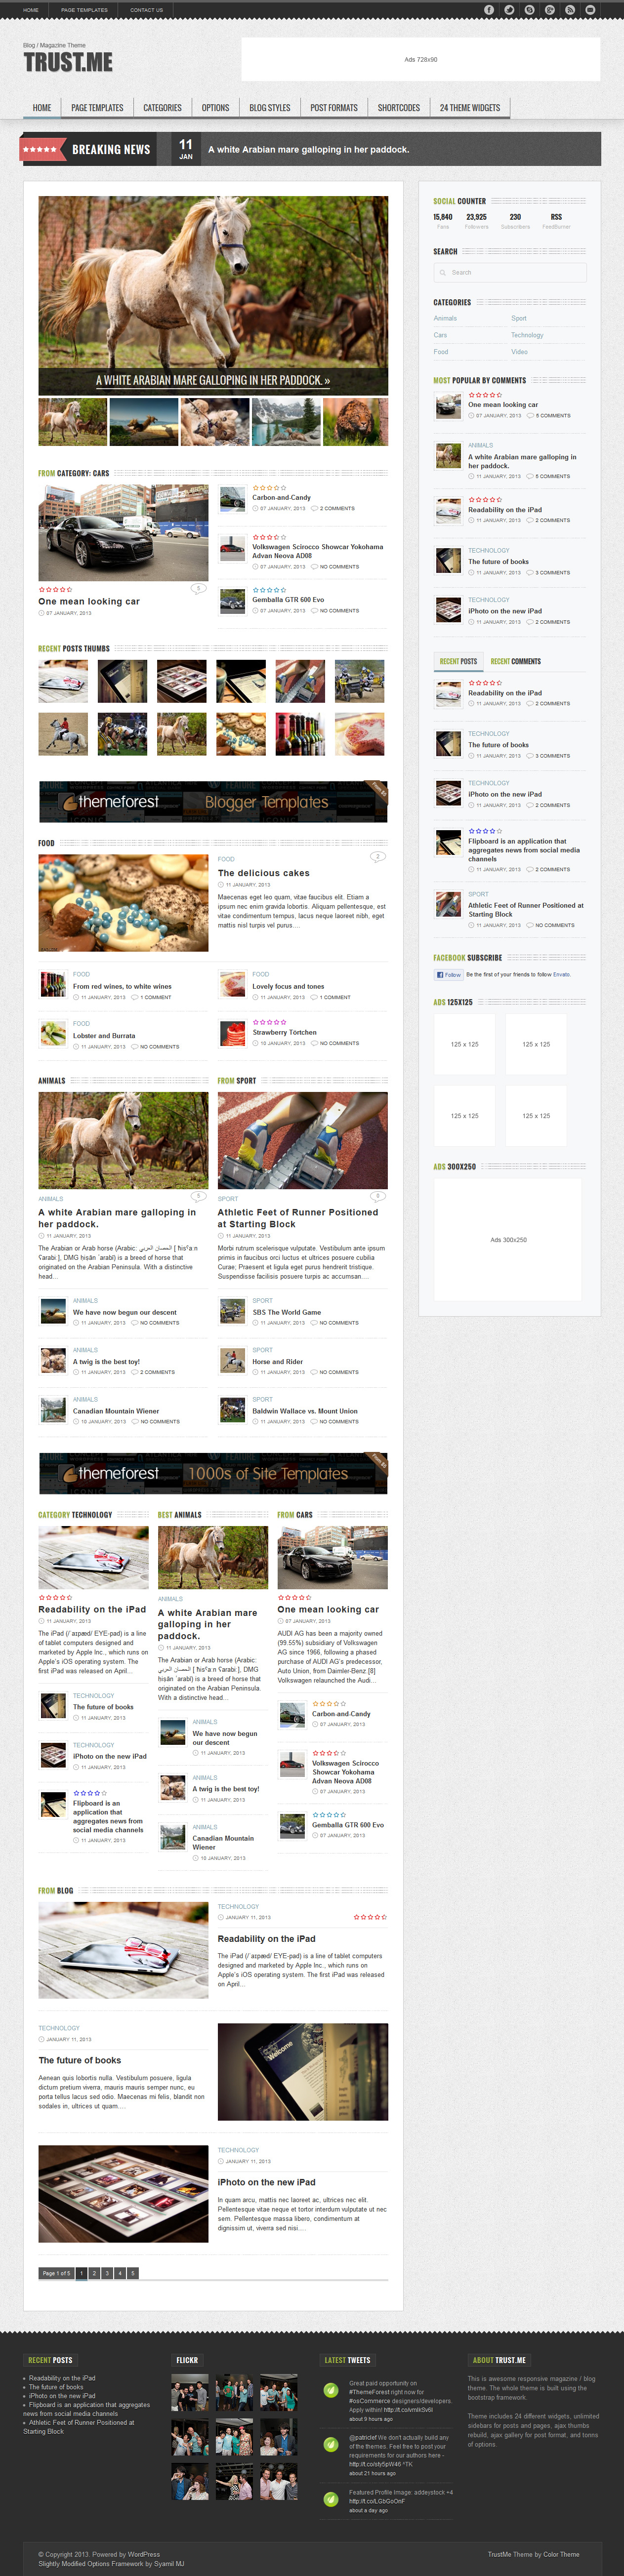 HOME
PAGE TEMPLATES
CONTACT US
Blog / Magazine Theme
TRUST.ME
Ads 728x90
HOME
PAGE TEMPLATES
CATEGORIES
OPTIONS
BLOG STYLES
POST FORMATS
SHORTCODES
24 THEME WIDGETS
BREAKING NEWS
11
JAN
A white Arabian mare galloping in her paddock.
A WHITE ARABIAN MARE GALLOPING IN HER PADDOCK. »
FROM CATEGORY: CARS
5
One mean looking car
07 JANUARY, 2013
Carbon-and-Candy
07 JANUARY, 2013 2 COMMENTS
Volkswagen Scirocco Showcar Yokohama
Advan Neova AD08
07 JANUARY, 2013 NO COMMENTS
Gemballa GTR 600 Evo
07 JANUARY, 2013 NO COMMENTS
RECENT POSTS THUMBS
themeforest Blogger Templates
FOOD
FOOD
2
The delicious cakes
11 JANUARY, 2013
Maecenas eget leo quam, vitae faucibus elit. Etiam a
ipsum nec enim gravida lobortis. Aliquam pellentesque, est
vitae condimentum tempus, lacus neque laoreet nibh, eget
mattis nisl turpis vel purus....
FOOD
From red wines, to white wines
11 JANUARY, 2013 1 COMMENT
FOOD
Lovely focus and tones
11 JANUARY, 2013 1 COMMENT
FOOD
Lobster and Burrata
11 JANUARY, 2013 NO COMMENTS
Strawberry Törtchen
10 JANUARY, 2013 NO COMMENTS
ANIMALS
ANIMALS
5
A white Arabian mare galloping in
her paddock.
11 JANUARY, 2013
The Arabian or Arab horse (Arabic: الحصان العربي
DMG
originated on the Arabian Peninsula. With a distinctive
head...
ANIMALS
We have now begun our descent
11 JANUARY, 2013 NO COMMENTS
ANIMALS
A twig is the best toy!
11 JANUARY, 2013 2 COMMENTS
ANIMALS
Canadian Mountain Wiener
10 JANUARY, 2013 NO COMMENTS
FROM SPORT
SPORT
Athletic Feet of Runner Positioned
at Starting Block
11 JANUARY, 2013
Morbi rutrum scelerisque vulputate. Vestibulum ante ipsum
primis in faucibus orci luctus et ultrices posuere cubilia
Curae; Praesent et ligula eget purus hendrerit tristique.
Suspendisse facilisis posuere turpis ac accumsan....
SPORT
SBS The World Game
11 JANUARY, 2013 NO COMMENTS
SPORT
Horse and Rider
11 JANUARY, 2013 NO COMMENTS
SPORT
Baldwin Wallace vs. Mount Union
11 JANUARY, 2013 NO COMMENTS
themeforest 1000s of Site Templates
CATEGORY TECHNOLOGY
Readability on the iPad
11 JANUARY, 2013
The iPad (/ˈaɪpæd/ EYE-pad) is a line
of tablet computers designed and
marketed by Apple Inc., which runs on
Apple's iOS operating system. The
first iPad was released on April...
TECHNOLOGY
The future of books
11 JANUARY, 2013
TECHNOLOGY
iPhoto on the new iPad
11 JANUARY, 2013
Flipboard is an
application that
aggregates news from
social media channels
11 JANUARY, 2013
BEST ANIMALS
ANIMALS
A white Arabian mare
galloping in her
paddock.
11 JANUARY, 2013
The Arabian or Arab horse (Arabic:
الحصان العربي DMG
is a breed of horse that
originated on the Arabian Peninsula.
With a distinctive head...
ANIMALS
We have now begun
our descent
11 JANUARY, 2013
ANIMALS
A twig is the best toy!
11 JANUARY, 2013
ANIMALS
Canadian Mountain
Wiener
10 JANUARY, 2013
FROM CARS
One mean looking car
07 JANUARY, 2013
AUDI AG has been a majority owned
(99.55%) subsidiary of Volkswagen
AG since 1966, following a phased
purchase of AUDI AG's predecessor,
Auto Union, from Daimler-Benz.[8]
Volkswagen relaunched the Audi...
Carbon-and-Candy
07 JANUARY, 2013
Volkswagen Scirocco
Showcar Yokohama
Advan Neova AD08
07 JANUARY, 2013
Gemballa GTR 600 Evo
07 JANUARY, 2013
FROM BLOG
TECHNOLOGY
JANUARY 11, 2013
Readability on the iPad
The iPad (/ˈaɪpæd/ EYE-pad) is a line of tablet computers
designed and marketed by Apple Inc., which runs on
Apple's iOS operating system. The first iPad was released
on April...
TECHNOLOGY
JANUARY 11, 2013
The future of books
Aenean quis lobortis nulla. Vestibulum posuere, ligula
dictum pretium viverra, mauris mauris semper nunc, eu
porta tellus lacus sed odio. Maecenas mi felis, blandit non
sodales in, ultrices ut quam....
Welcome
TECHNOLOGY
JANUARY 11, 2013
iPhoto on the new iPad
In quam arcu, mattis nec laoreet ac, ultrices nec elit.
Pellentesque vitae neque et tortor interdum vulputate ut nec
sem. Pellentesque massa libero, condimentum at
dignissim ut, viverra sed nisi....
Page 1 of 5 1 2 3 4 5
SOCIAL COUNTER
15,840 23,925 230 RSS
Fans Followers Subscribers FeedBurner
SEARCH
Search
CATEGORIES
Animals Sport
Cars Technology
Food Video
MOST POPULAR BY COMMENTS
One mean looking car
07 JANUARY, 2013 5 COMMENTS
ANIMALS
A white Arabian mare galloping in
her paddock.
11 JANUARY, 2013 5 COMMENTS
Readability on the iPad
11 JANUARY, 2013 2 COMMENTS
TECHNOLOGY
The future of books
11 JANUARY, 2013 3 COMMENTS
TECHNOLOGY
iPhoto on the new iPad
11 JANUARY, 2013 2 COMMENTS
RECENT POSTS RECENT COMMENTS
Readability on the iPad
11 JANUARY, 2013 2 COMMENTS
TECHNOLOGY
The future of books
11 JANUARY, 2013 3 COMMENTS
TECHNOLOGY
iPhoto on the new iPad
11 JANUARY, 2013 2 COMMENTS
Flipboard is an application that
aggregates news from social media
channels
11 JANUARY, 2013 2 COMMENTS
SPORT
Athletic Feet of Runner Positioned at
Starting Block
11 JANUARY, 2013 NO COMMENTS
FACEBOOK SUBSCRIBE
Follow Be the first of your friends to follow Envato.
ADS 125X125
125 x 125 125 x 125
125 x 125 125 x 125
ADS 300X250
Ads 300x250
RECENT POSTS
Readability on the iPad
The future of books
iPhoto on the new iPad
Flipboard is an application that aggregates
news from social media channels
Athletic Feet of Runner Positioned at
Starting Block
FLICKR
LATEST TWEETS
Great paid opportunity on
#ThemeForest right now for
#osCommerce designers/developers.
Apply within!
about 9 hours ago
@patriclef We don't actually build any
of the themes. Feel free to post your
requirements for our authors here -
^TK
about 21 hours ago
Featured Profile Image: addeystock +4
about a day ago
ABOUT TRUST.ME
This is awesome responsive magazine / blog
theme. The whole theme is built using the
bootstrap framework.
Theme includes 24 different widgets, unlimited
sidebars for posts and pages, ajax thumbs
rebuild, ajax gallery for post format, and tonns
of options.
© Copyright 2013. Powered by WordPress
Slightly Modified Options Framework by Syamil MJ
TrustMe Theme by Color Theme